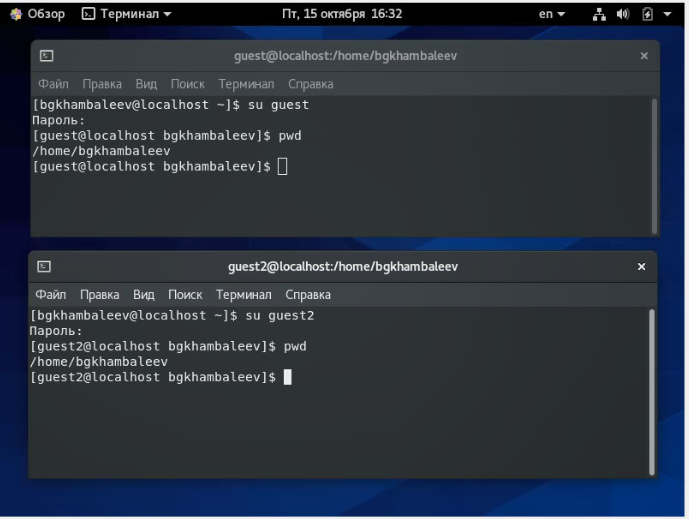 Обзор Терминал Пт, 15 октября 16:32 en
guest@localhost:/home/bgkhambaleev ×
Файл Правка Вид Поиск Терминал Справка
[bgkhambaleev@localhost ~]$ su guest
Пароль:
[guest@localhost bgkhambaleev]$ pwd
/home/bgkhambaleev
[guest@localhost bgkhambaleev]$
guest2@localhost:/home/bgkhambaleev ×
Файл Правка Вид Поиск Терминал Справка
[bgkhambaleev@localhost ~]$ su guest2
Пароль:
[guest2@localhost bgkhambaleev]$ pwd
/home/bgkhambaleev
[guest2@localhost bgkhambaleev]$